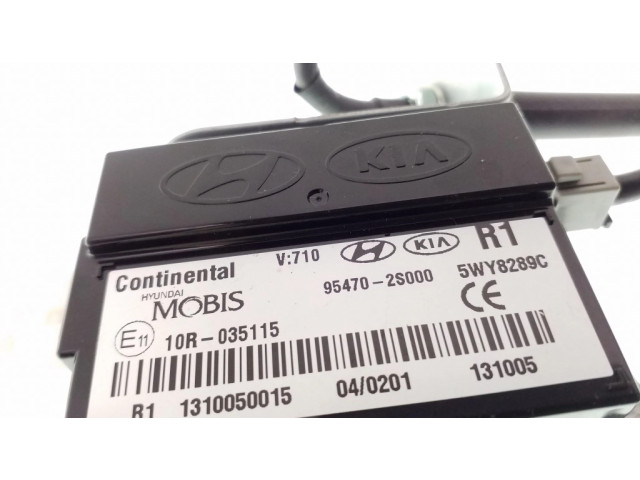 KIA
Continental V:710 KIA R1
HYUNDAI MOBIS 95470-2S000 5WY8289C
CE
E11 10R-035115
R1 1310050015 04/0201 131005